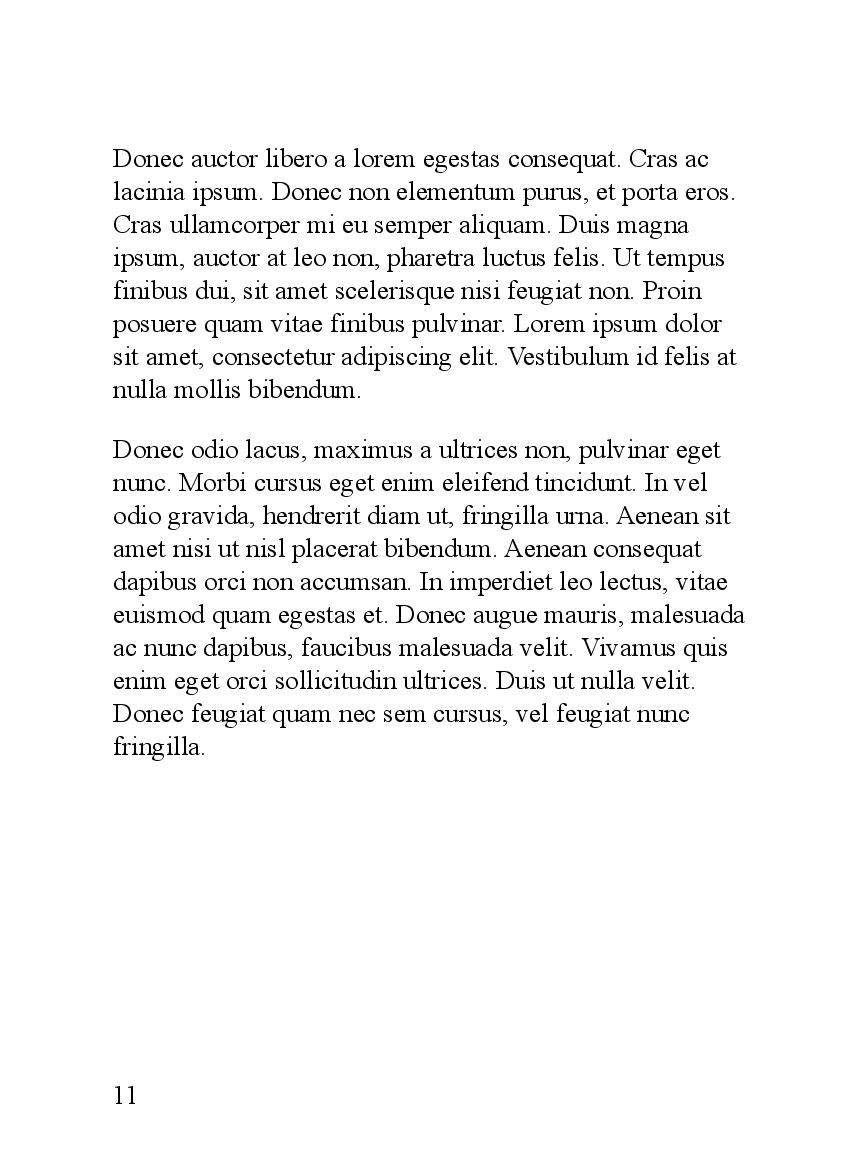 Donec auctor libero a lorem egestas consequat. Cras ac
lacinia ipsum. Donec non elementum purus, et porta eros.
Cras ullamcorper mi eu semper aliquam. Duis magna
ipsum, auctor at leo non, pharetra luctus felis. Ut tempus
finibus dui, sit amet scelerisque nisi feugiat non. Proin
posuere quam vitae finibus pulvinar. Lorem ipsum dolor
sit amet, consectetur adipiscing elit. Vestibulum id felis at
nulla mollis bibendum.
Donec odio lacus, maximus a ultrices non, pulvinar eget
nunc. Morbi cursus eget enim eleifend tincidunt. In vel
odio gravida, hendrerit diam ut, fringilla urna. Aenean sit
amet nisi ut nisl placerat bibendum. Aenean consequat
dapibus orci non accumsan. In imperdiet leo lectus, vitae
euismod quam egestas et. Donec augue mauris, malesuada
ac nunc dapibus, faucibus malesuada velit. Vivamus quis
enim eget orci sollicitudin ultrices. Duis ut nulla velit.
Donec feugiat quam nec sem cursus, vel feugiat nunc
fringilla.
11